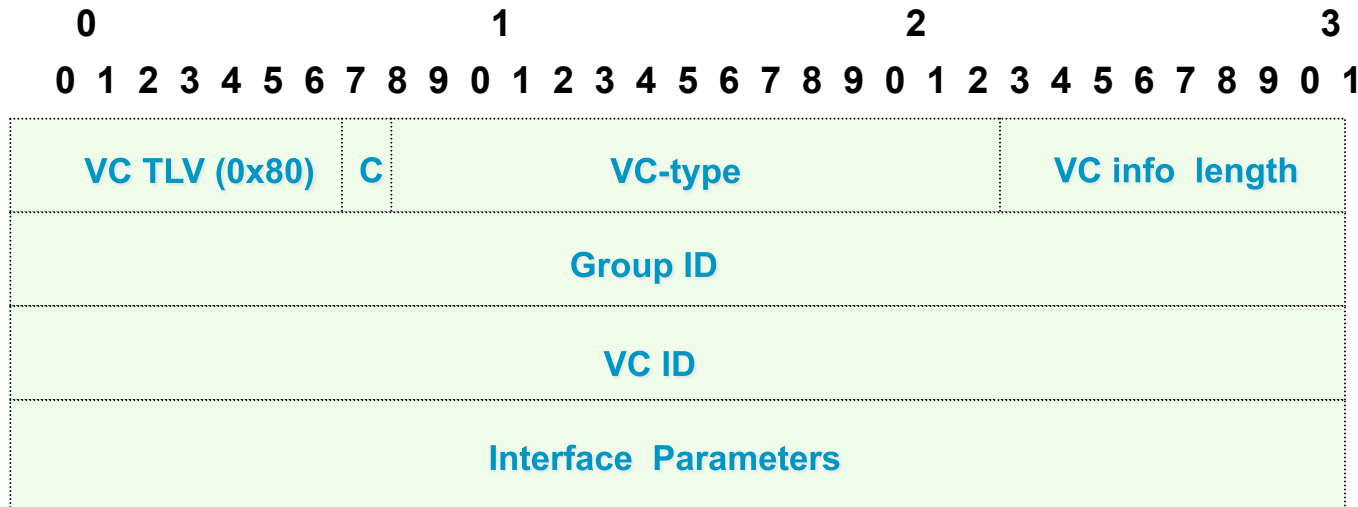 0 1 2 3
0 1 2 3 4 5 6 7 8 9 0 1 2 3 4 5 6 7 8 9 0 1 2 3 4 5 6 7 8 9 0 1
VC TLV (0x80) C VC-type VC info length
Group ID
VC ID
Interface Parameters